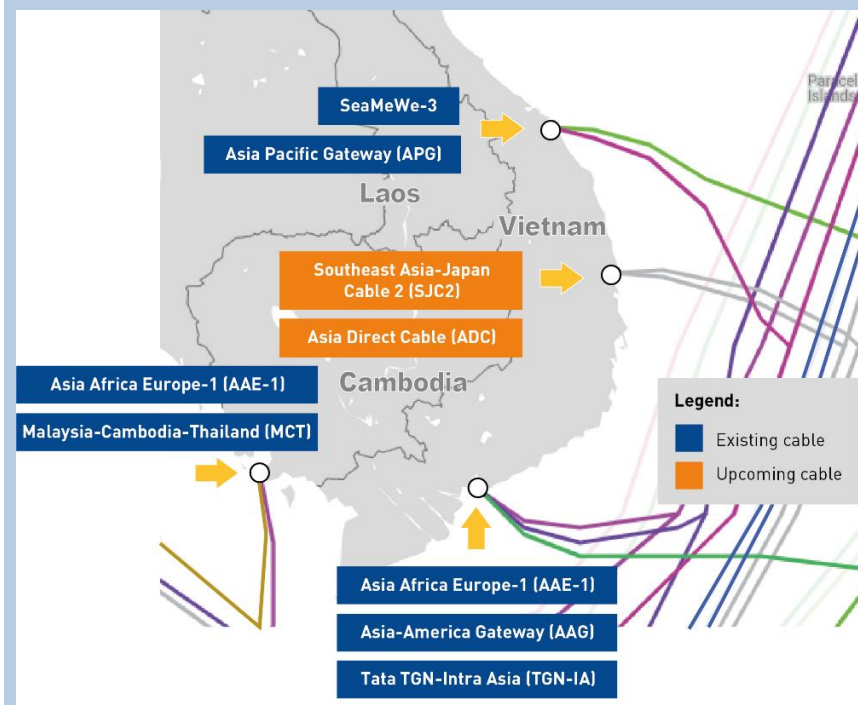 Paracel
Islands
SeaMeWe-3
Asia Pacific Gateway (APG)
Laos
Vietnam
Southeast Asia-Japan
Cable 2 (SJC2)
Asia Direct Cable (ADC)
Asia Africa Europe-1 (AAE-1)
Cambodia
Malaysia-Cambodia-Thailand (MCT)
Legend:
Existing cable
Upcoming cable
Asia Africa Europe-1 (AAE-1)
Asia-America Gateway (AAG)
Tata TGN-Intra Asia (TGN-IA)